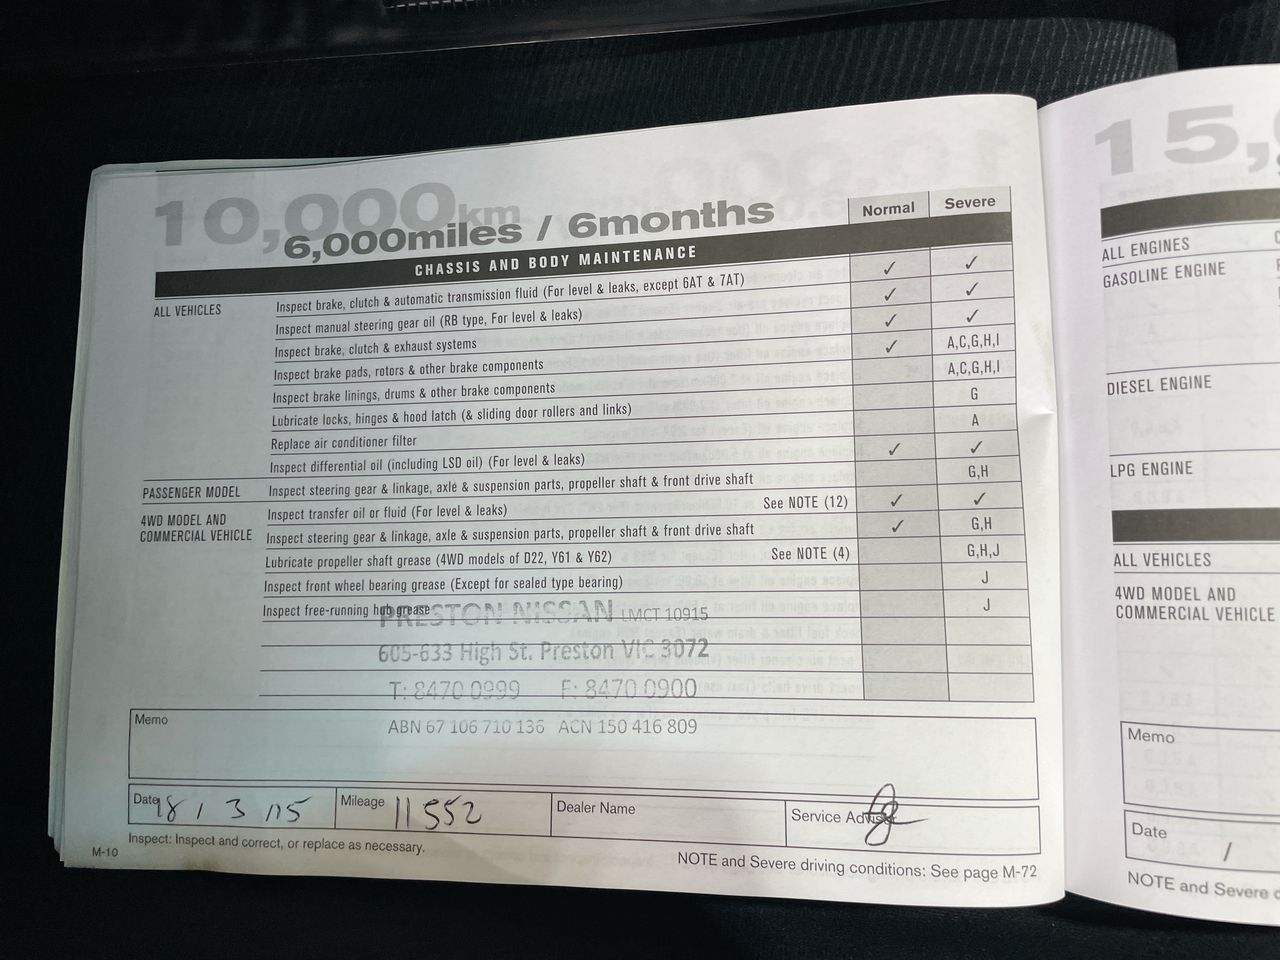 10,000km
6,000miles / 6months
Normal Severe
CHASSIS AND BODY MAINTENANCE
ALL VEHICLES
Inspect brake, clutch & automatic transmission fluid (For level & leaks, except 6AT & 7AT) ✓ ✓
Inspect manual steering gear oil (RB type, For level & leaks) ✓ ✓
Inspect brake, clutch & exhaust systems ✓ ✓
Inspect brake pads, rotors & other brake components ✓ A,C,G,H,I
Inspect brake linings, drums & other brake components A,C,G,H,I
Lubricate locks, hinges & hood latch (& sliding door rollers and links) G
Replace air conditioner filter A
Inspect differential oil (including LSD oil) (For level & leaks) ✓ ✓
PASSENGER MODEL Inspect steering gear & linkage, axle & suspension parts, propeller shaft & front drive shaft G,H
4WD MODEL AND
COMMERCIAL VEHICLE
Inspect transfer oil or fluid (For level & leaks) See NOTE (12) ✓ ✓
Inspect steering gear & linkage, axle & suspension parts, propeller shaft & front drive shaft ✓ G,H
Lubricate propeller shaft grease (4WD models of D22, Y61 & Y62) See NOTE (4) G,H,J
Inspect front wheel bearing grease (Except for sealed type bearing) J
Inspect free-running hub grease J
PRESTON NISSAN LMCT 10915
605-633 High St. Preston VIC 3072
T: 8470 0999 F: 8470 0900
ABN 67 106 710 136 ACN 150 416 809
Memo
Date 18 / 3 /15 Mileage 11552 Dealer Name Service Advisor
Inspect: Inspect and correct, or replace as necessary.
M-10
NOTE and Severe driving conditions: See page M-72
15,
ALL ENGINES
GASOLINE ENGINE
DIESEL ENGINE
LPG ENGINE
ALL VEHICLES
4WD MODEL AND
COMMERCIAL VEHICLE
Memo
Date /
NOTE and Severe